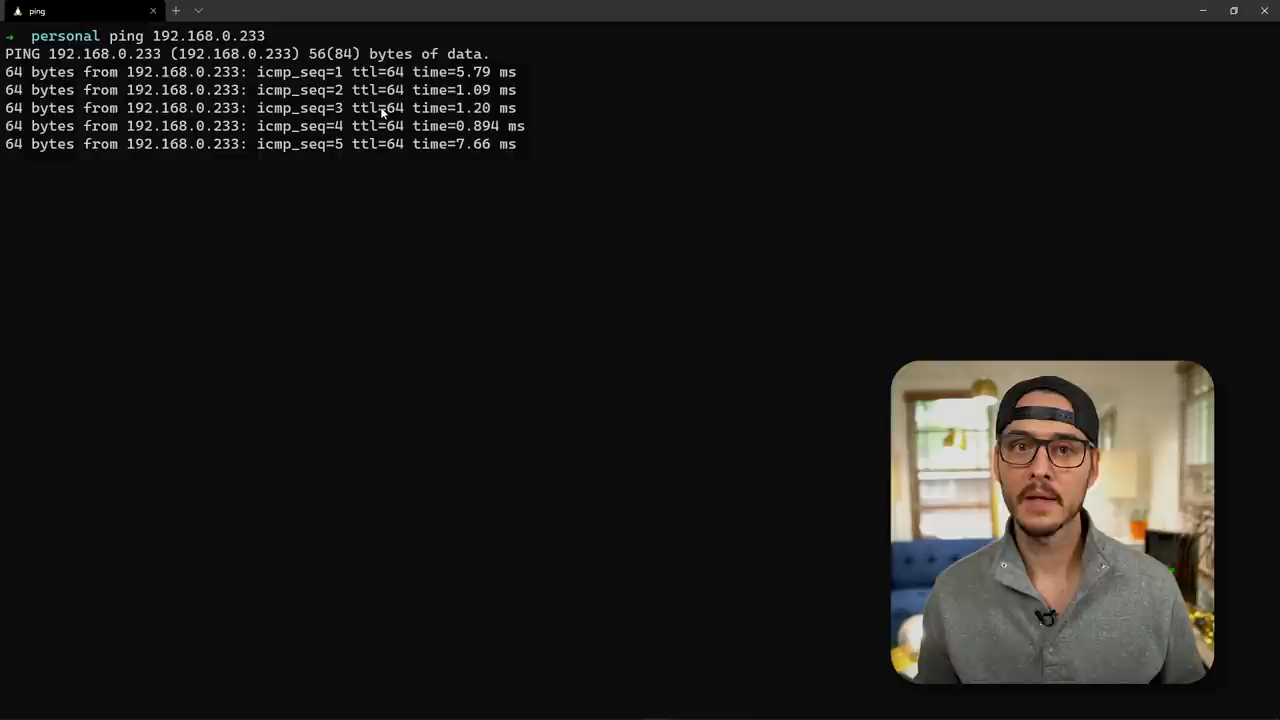 ping
→ personal ping 192.168.0.233
PING 192.168.0.233 (192.168.0.233) 56(84) bytes of data.
64 bytes from 192.168.0.233: icmp_seq=1 ttl=64 time=5.79 ms
64 bytes from 192.168.0.233: icmp_seq=2 ttl=64 time=1.09 ms
64 bytes from 192.168.0.233: icmp_seq=3 ttl=64 time=1.20 ms
64 bytes from 192.168.0.233: icmp_seq=4 ttl=64 time=0.894 ms
64 bytes from 192.168.0.233: icmp_seq=5 ttl=64 time=7.66 ms